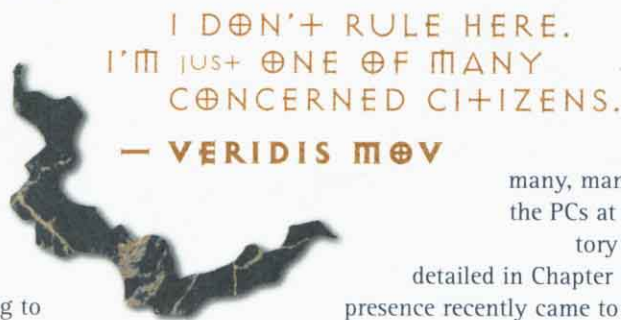 I DON'T RULE HERE.
I'M JUST ONE OF MANY
CONCERNED CITIZENS.
— VERIDIS MOV
many, mar
the PCs at
tory
detailed in Chapter
g to
presence recently came to